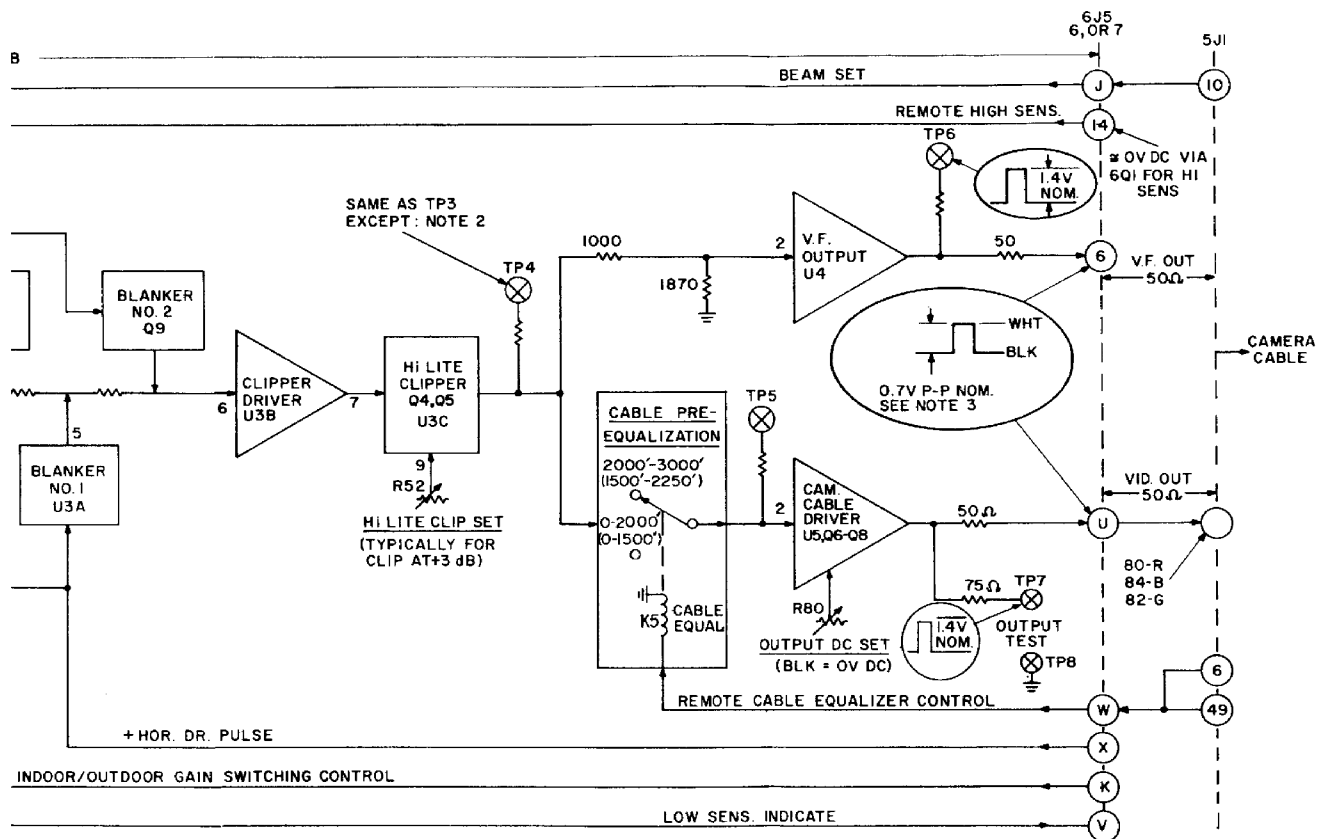 6J5
6, OR 7
5J1
B
BEAM SET
J
10
REMOTE HIGH SENS.
14
TP6
≅ 0V DC VIA
6Q1 FOR HI
SENS
1.4V
NOM.
SAME AS TP3
EXCEPT: NOTE 2
TP4
1000
1870
2
V.F.
OUTPUT
U4
50
6
V.F. OUT
50Ω
BLANKER
NO. 2
Q9
WHT
BLK
0.7V P-P NOM.
SEE NOTE 3
CAMERA
CABLE
6
CLIPPER
DRIVER
U3B
7
Hi LITE
CLIPPER
Q4,Q5
U3C
9
R52
Hi LITE CLIP SET
(TYPICALLY FOR
CLIP AT +3 dB)
5
BLANKER
NO. 1
U3A
CABLE PRE-
EQUALIZATION
2000'-3000'
(1500'-2250')
0-2000'
(0-1500')
K5
CABLE
EQUAL
TP5
2
CAM.
CABLE
DRIVER
U5,Q6-Q8
R80
OUTPUT DC SET
(BLK = 0V DC)
50Ω
U
VID. OUT
50Ω
80-R
84-B
82-G
75Ω
TP7
OUTPUT
TEST
1.4V
NOM.
TP8
6
REMOTE CABLE EQUALIZER CONTROL
W
49
+HOR. DR. PULSE
X
INDOOR/OUTDOOR GAIN SWITCHING CONTROL
K
LOW SENS. INDICATE
V